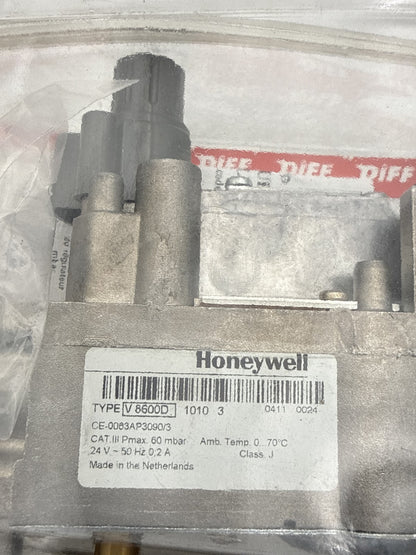 DIFF DIFF DIFF
Honeywell
TYPE V 8600D 1010 3 0411 0024
CE-0063AP3090/3
CAT.III Pmax. 60 mbar Amb. Temp. 0...70°C
24 V ~ 50 Hz 0,2 A Class. J
Made in the Netherlands